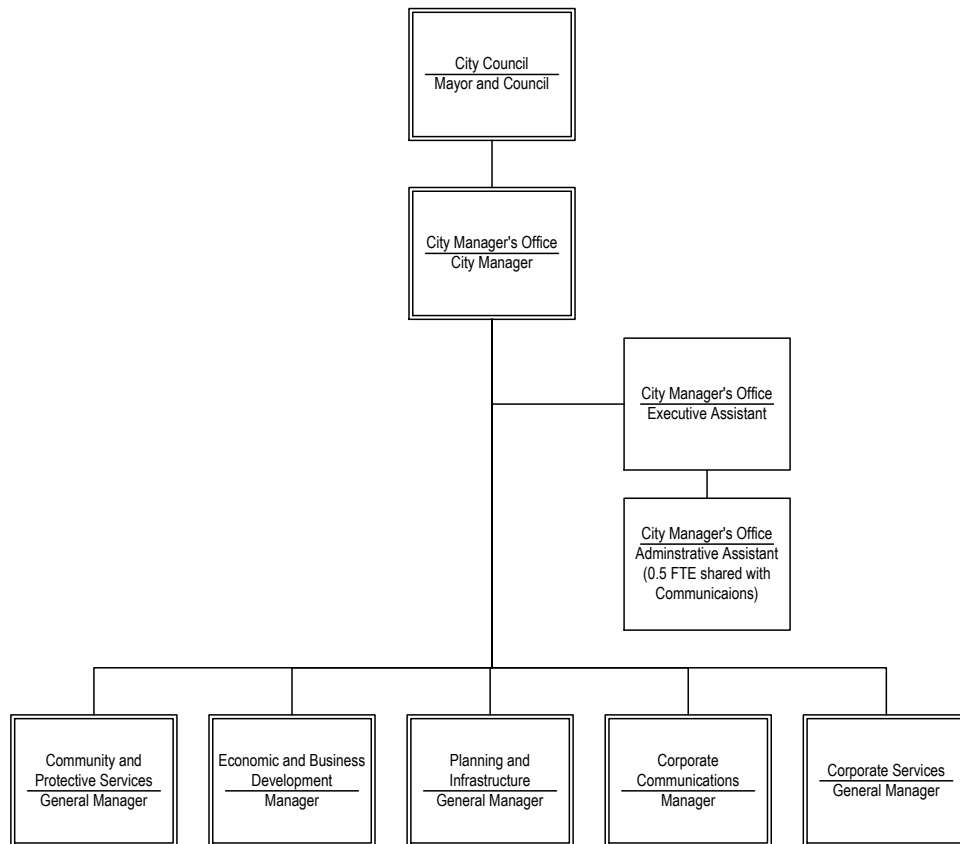 City Council
Mayor and Council
City Manager's Office
City Manager
City Manager's Office
Executive Assistant
City Manager's Office
Adminstrative Assistant
(0.5 FTE shared with
Communicaions)
Community and
Protective Services
General Manager
Economic and Business
Development
Manager
Planning and
Infrastructure
General Manager
Corporate
Communications
Manager
Corporate Services
General Manager